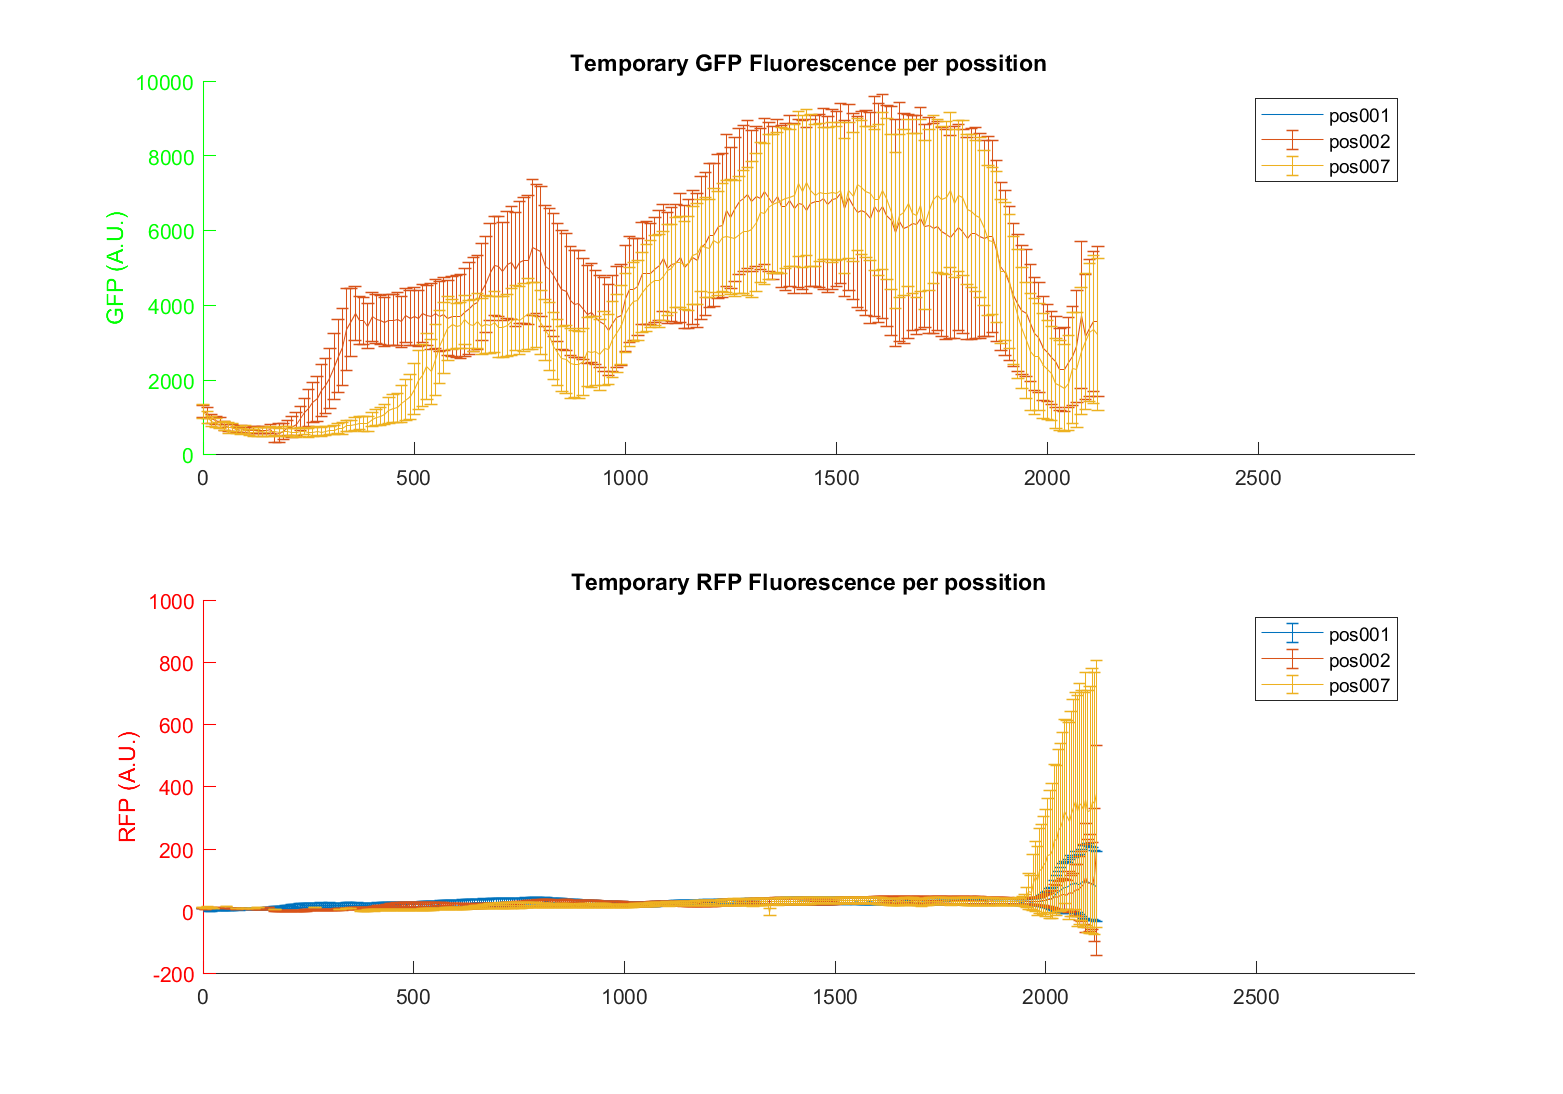 Temporary GFP Fluorescence per possition
10000
8000
6000
4000
2000
0
GFP (A.U.)
0 500 1000 1500 2000 2500
pos001
pos002
pos007
Temporary RFP Fluorescence per possition
1000
800
600
400
200
0
-200
RFP (A.U.)
0 500 1000 1500 2000 2500
pos001
pos002
pos007